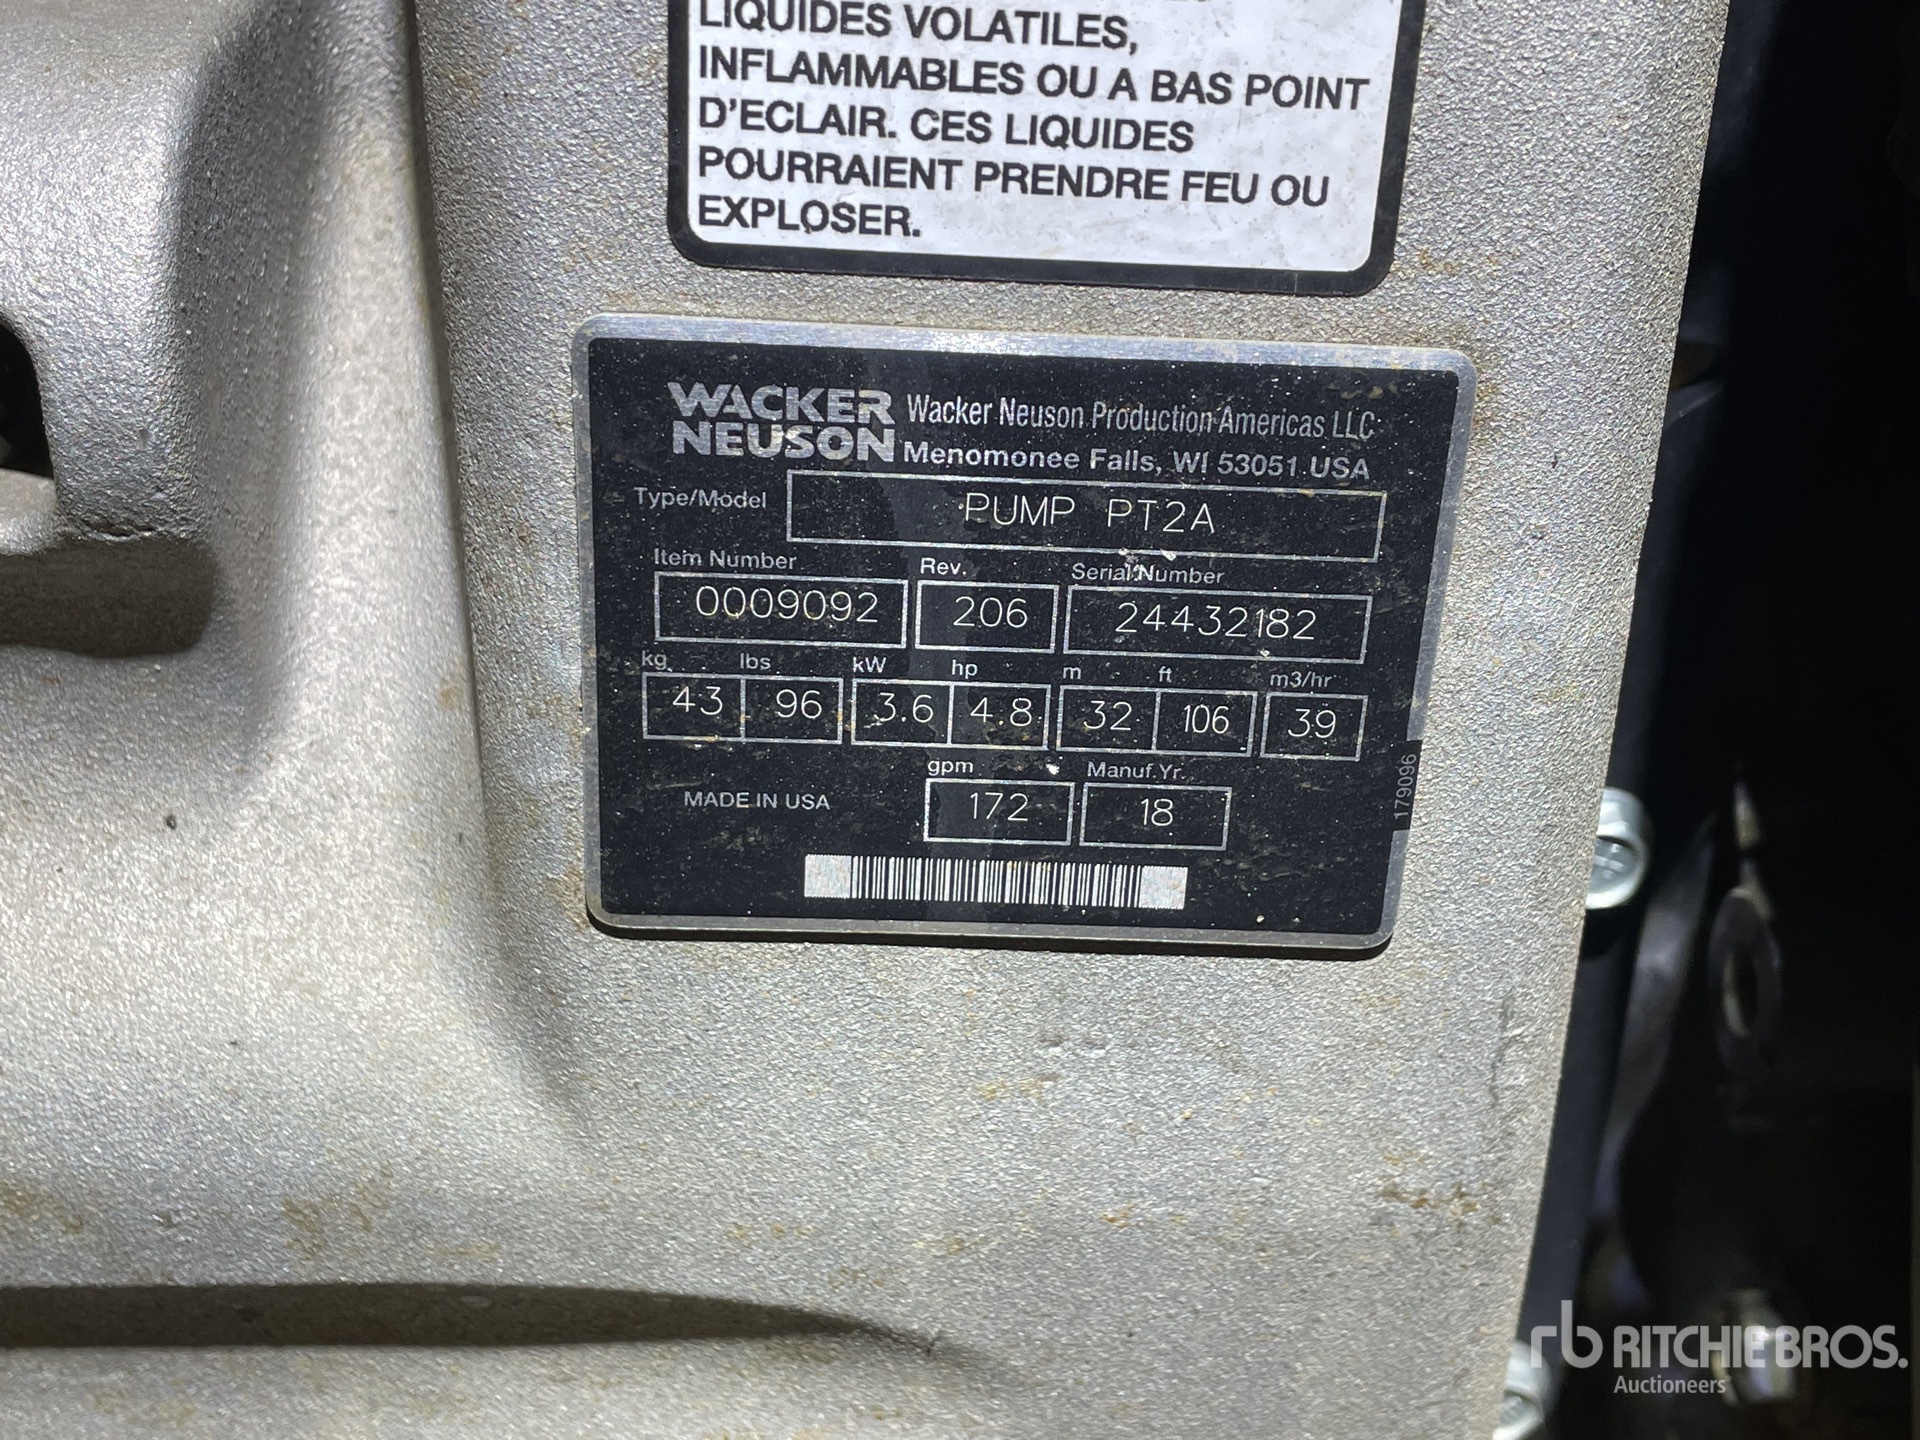 LIQUIDES VOLATILES,
INFLAMMABLES OU A BAS POINT
D'ECLAIR. CES LIQUIDES
POURRAIENT PRENDRE FEU OU
EXPLOSER.
WACKER
NEUSON
Wacker Neuson Production Americas LLC
Menomonee Falls, WI 53051 USA
Type/Model PUMP PT2A
Item Number Rev. Serial Number
0009092 206 24432182
kg lbs kW hp m ft m3/hr
43 96 3.6 4.8 32 106 39
gpm Manuf.Yr.
MADE IN USA 172 18
179096
rb RITCHIE BROS.
Auctioneers